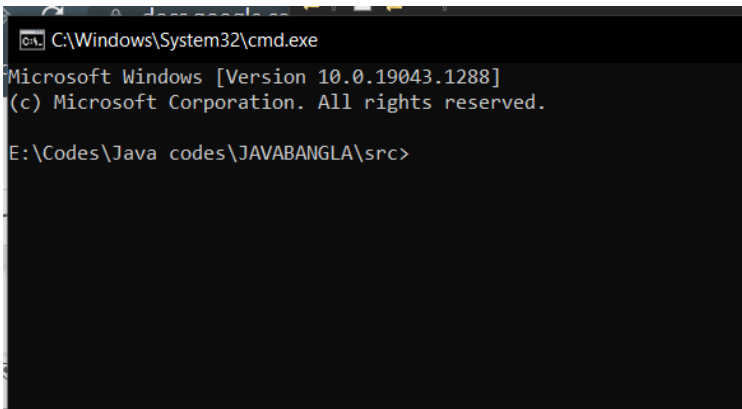 C:\Windows\System32\cmd.exe
Microsoft Windows [Version 10.0.19043.1288]
(c) Microsoft Corporation. All rights reserved.
E:\Codes\Java codes\JAVABANGLA\src>